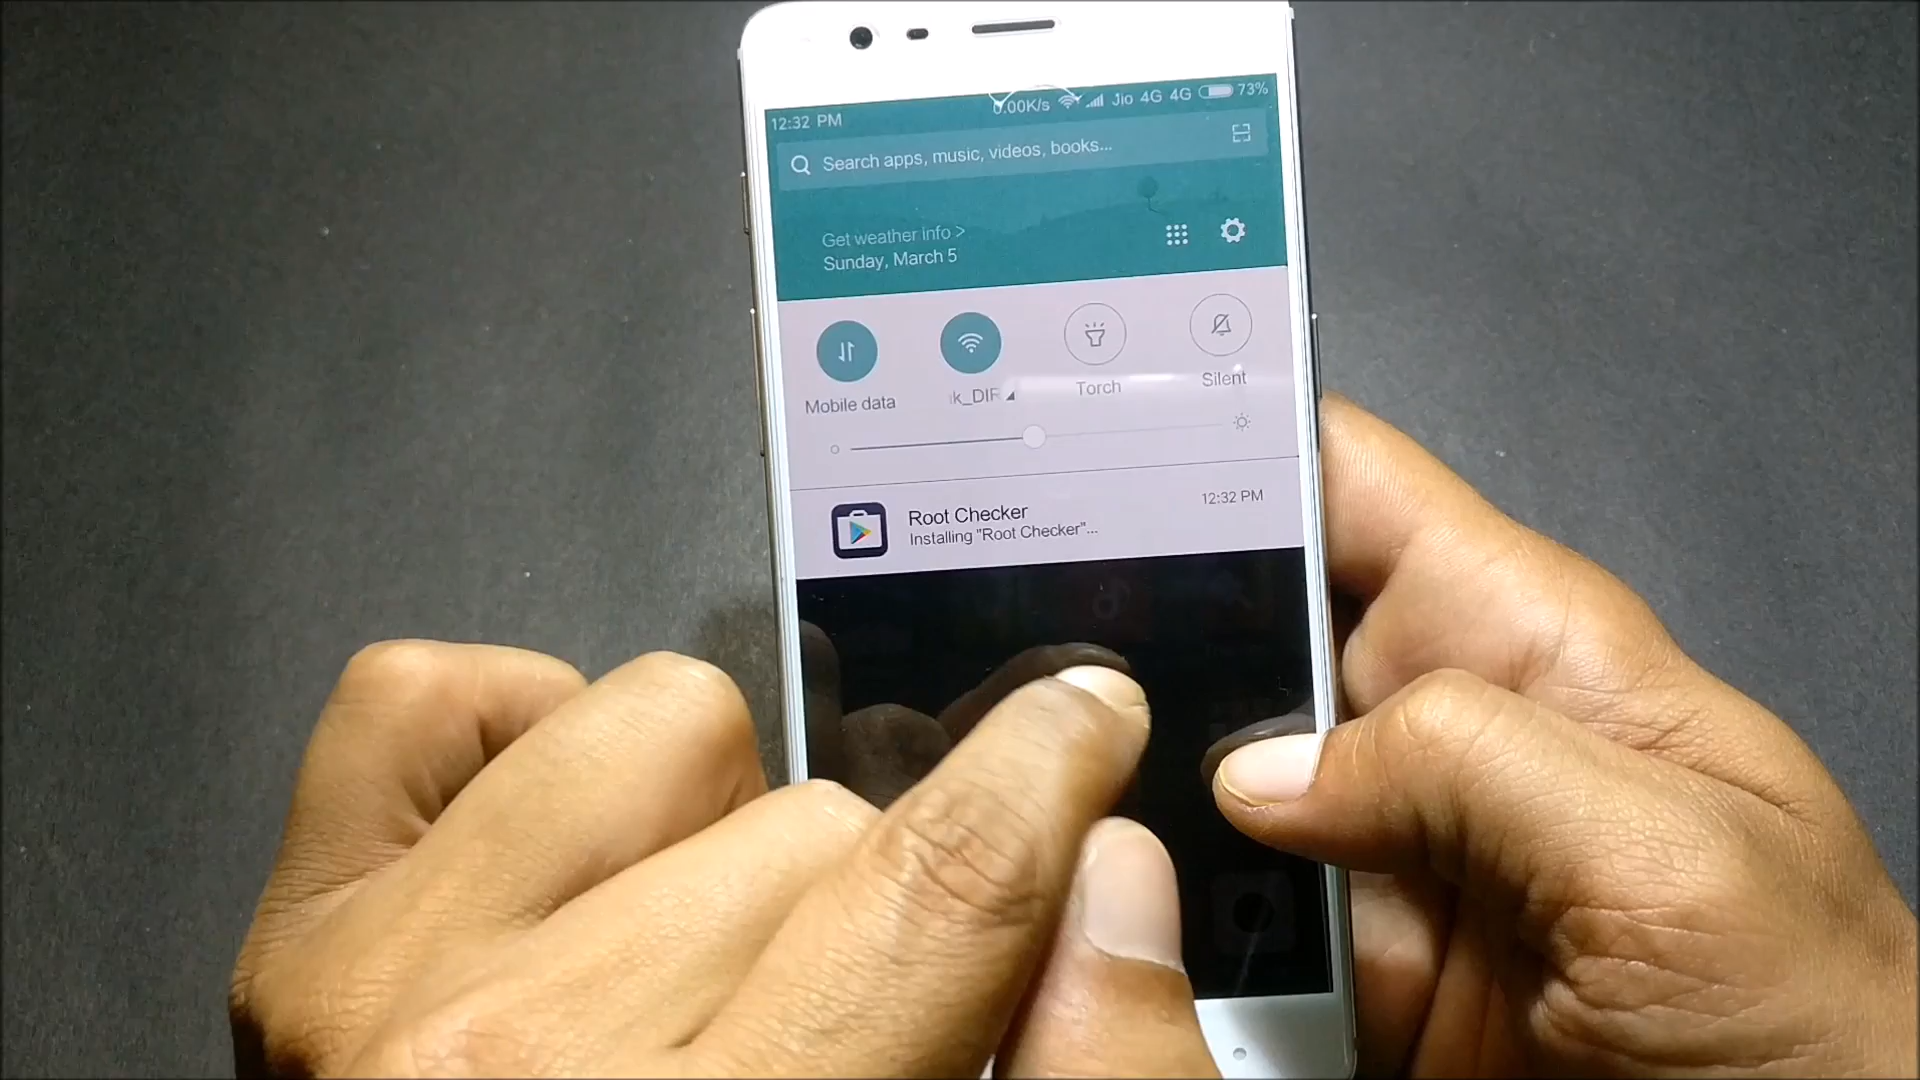 12:32 PM 0.00K/s Jio 4G 4G 73%
Search apps, music, videos, books...
Get weather info >
Sunday, March 5
Mobile data k_DIR Torch Silent
Root Checker 12:32 PM
Installing "Root Checker"...